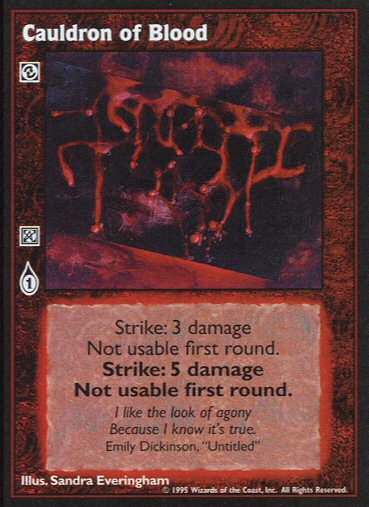 Cauldron of Blood
1
Strike: 3 damage
Not usable first round.
Strike: 5 damage
Not usable first round.
I like the look of agony
Because I know it's true.
Emily Dickinson, "Untitled"
Illus. Sandra Everingham
© 1995 Wizards of the Coast, Inc. All Rights Reserved.